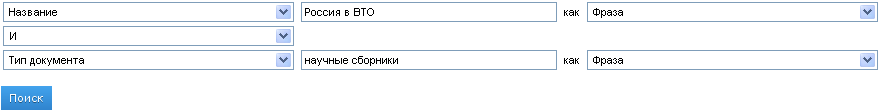 Название Россия в ВТО как Фраза
И
Тип документа научные сборники как Фраза
Поиск